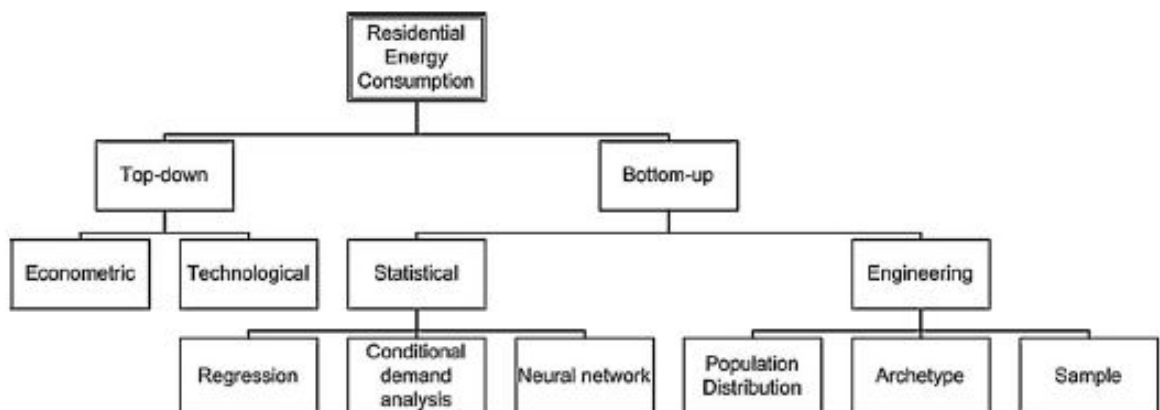 Residential
Energy
Consumption
Top-down
Bottom-up
Econometric
Technological
Statistical
Engineering
Regression
Conditional
demand
analysis
Neural network
Population
Distribution
Archetype
Sample